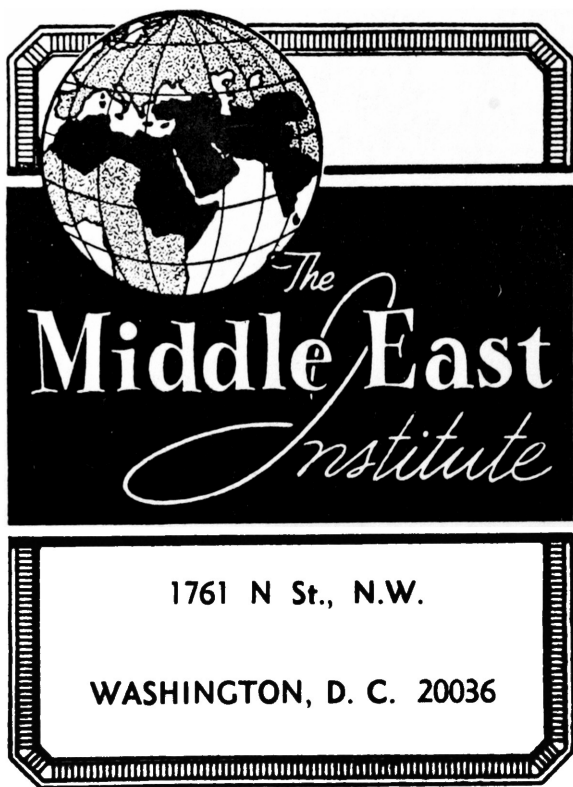 The
Middle East
Institute
1761 N St., N.W.
WASHINGTON, D. C. 20036